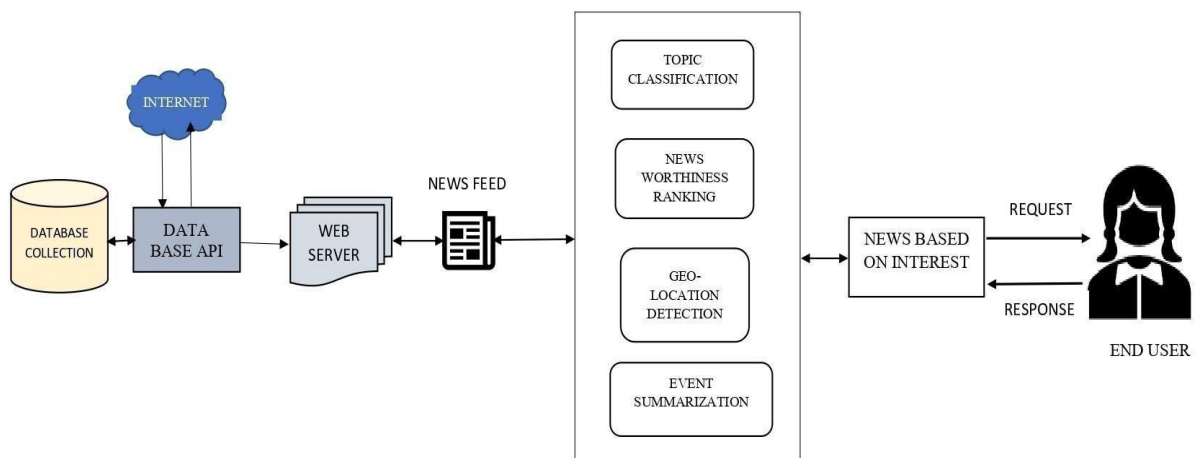 INTERNET
DATABASE
COLLECTION
DATA
BASE API
WEB
SERVER
NEWS FEED
TOPIC
CLASSIFICATION
NEWS
WORTHINESS
RANKING
GEO-
LOCATION
DETECTION
EVENT
SUMMARIZATION
NEWS BASED
ON INTEREST
REQUEST
RESPONSE
END USER